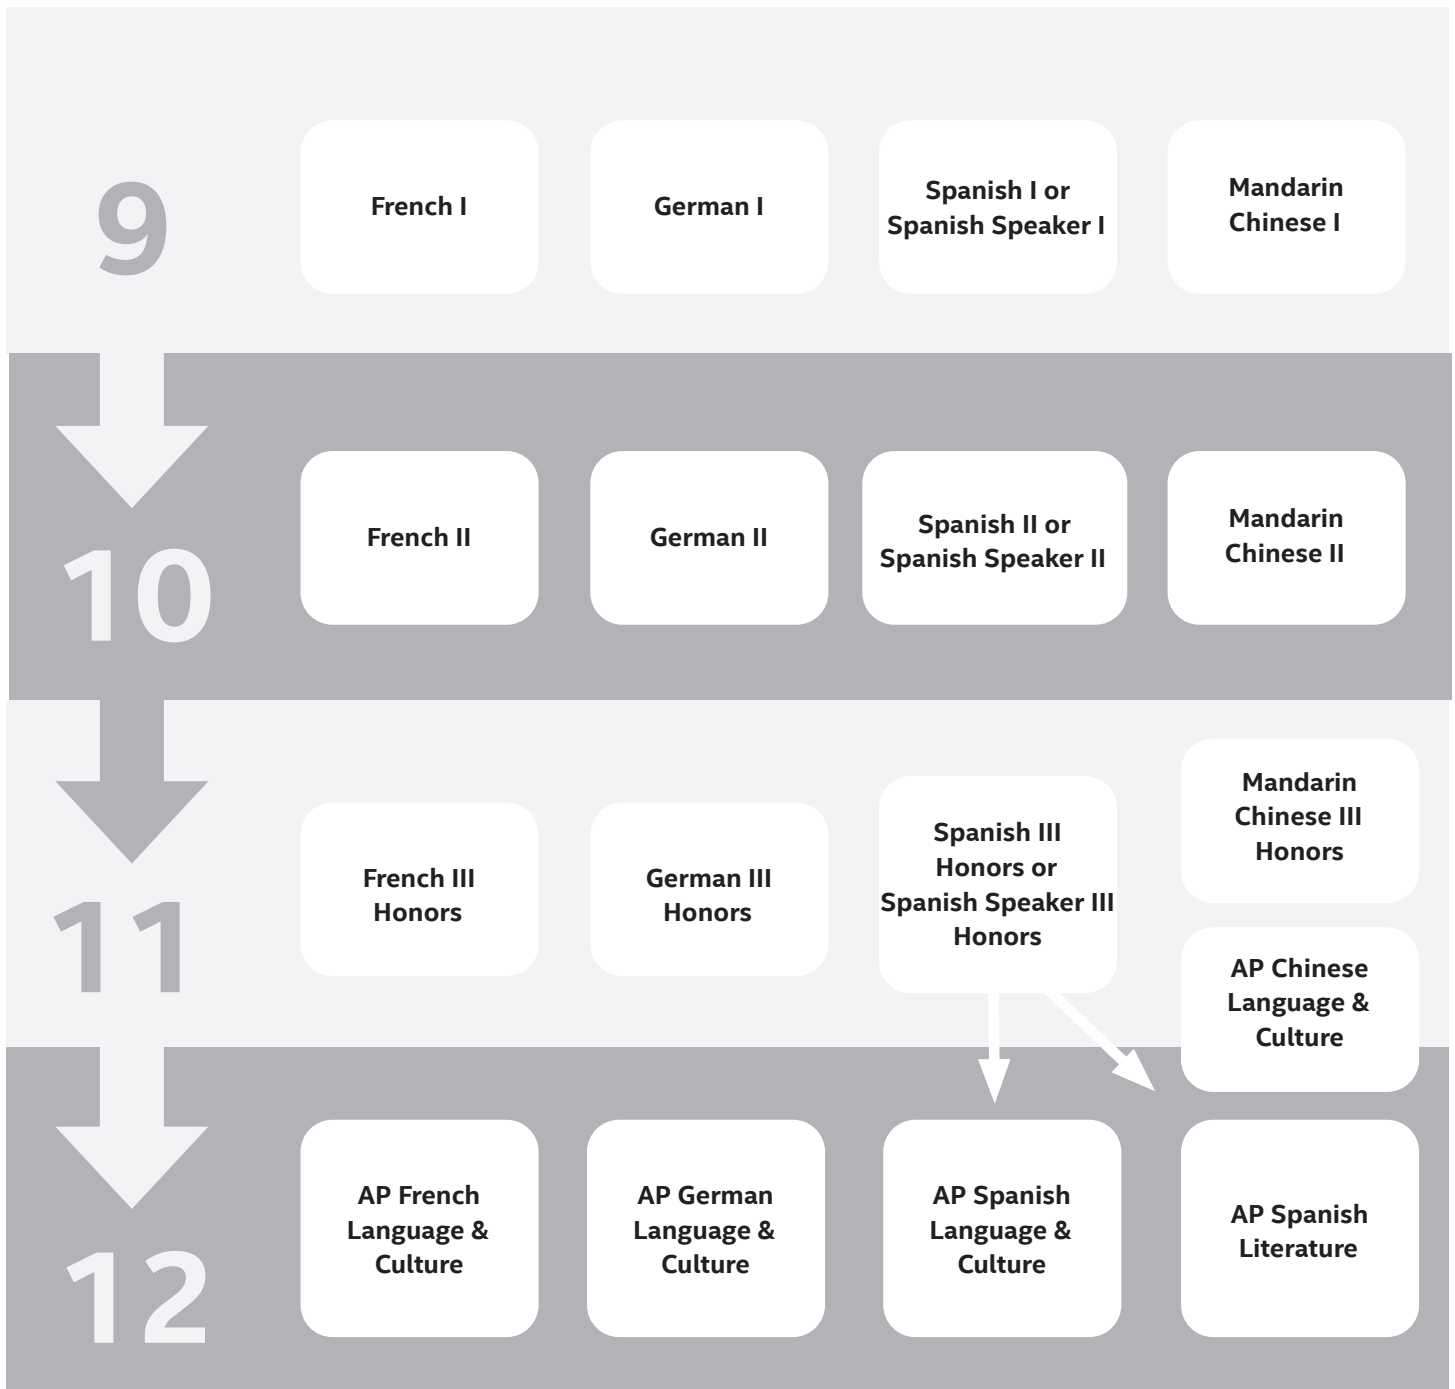 9
French I
German I
Spanish I or
Spanish Speaker I
Mandarin
Chinese I
10
French II
German II
Spanish II or
Spanish Speaker II
Mandarin
Chinese II
11
French III
Honors
German III
Honors
Spanish III
Honors or
Spanish Speaker III
Honors
Mandarin
Chinese III
Honors
AP Chinese
Language &
Culture
12
AP French
Language &
Culture
AP German
Language &
Culture
AP Spanish
Language &
Culture
AP Spanish
Literature